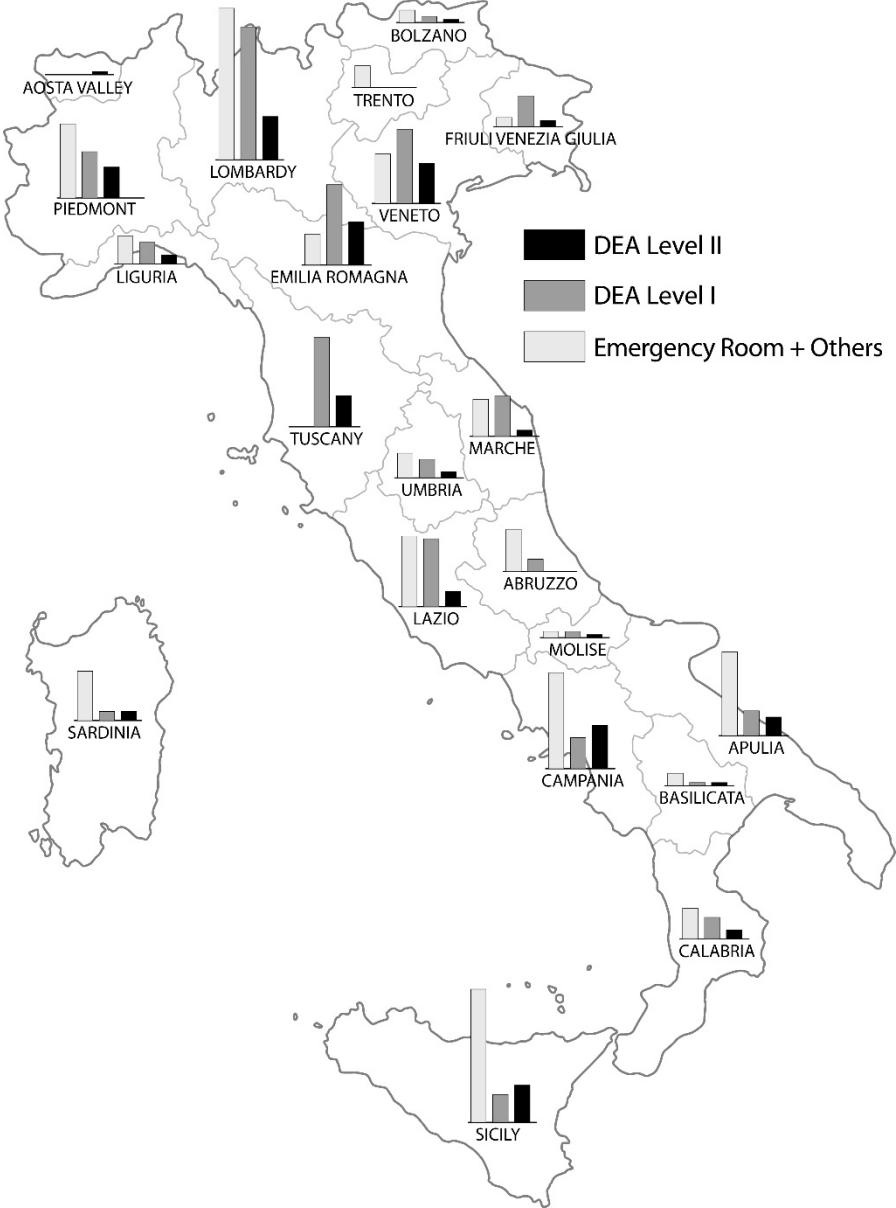 BOLZANO
AOSTA VALLEY
TRENTO
FRIULI VENEZIA GIULIA
LOMBARDY
PIEDMONT
VENETO
LIGURIA
EMILIA ROMAGNA
DEA Level II
DEA Level I
Emergency Room + Others
TUSCANY
MARCHE
UMBRIA
ABRUZZO
LAZIO
MOLISE
SARDINIA
APULIA
CAMPANIA
BASILICATA
CALABRIA
SICILY